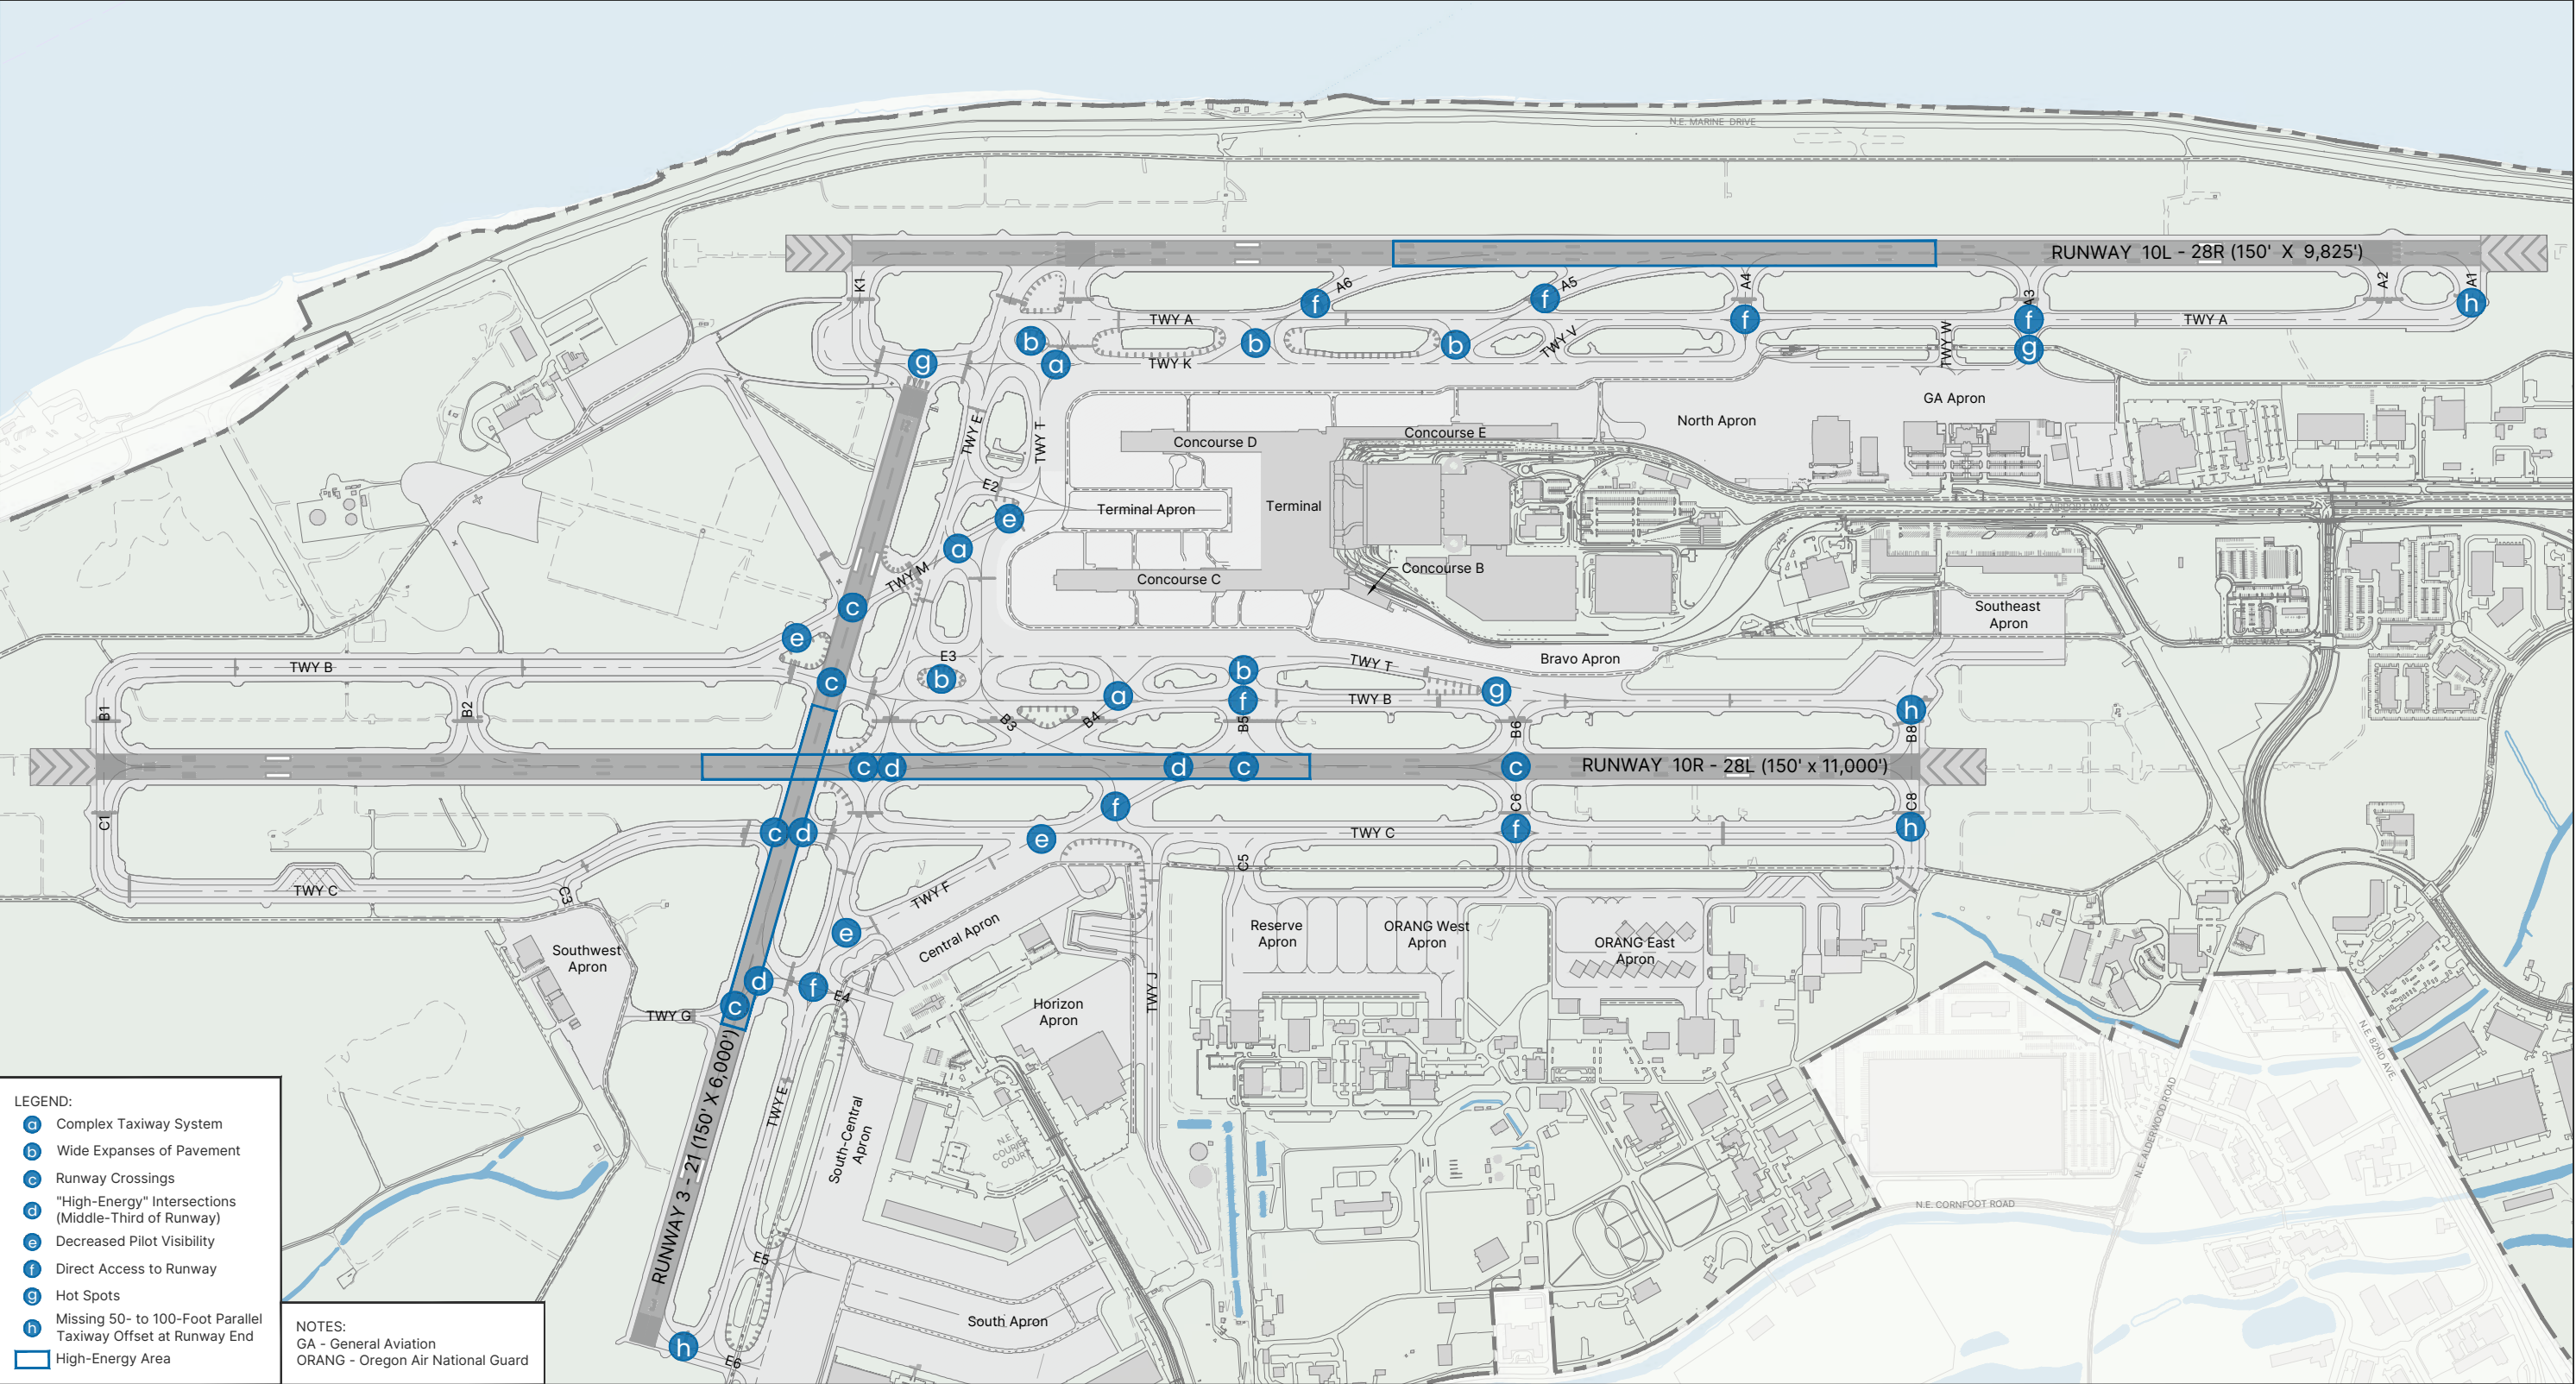 N.E. MARINE DRIVE
RUNWAY 10L - 28R (150' X 9,825')
K1
A6
A5
A4
A3
A2
A1
f
f
f
f
h
TWY A
TWY A
b
b
b
TWY V
TWY W
g
g
a
TWY K
GA Apron
North Apron
TWY E
TWY T
Concourse D
Concourse E
E2
Terminal Apron
Terminal
N.E. AIRPORT WAY
e
a
TWY M
Concourse C
Concourse B
c
Southeast
Apron
e
TWY B
E3
b
c
b
TWY T
Bravo Apron
a
f
g
TWY B
h
B1
B2
B3
B4
B5
B6
B8
c
d
d
c
c
RUNWAY 10R - 28L (150' x 11,000')
C1
f
C6
C8
c
d
e
TWY C
f
h
C5
TWY C
C3
TWY F
e
Central Apron
Southwest
Apron
Reserve
Apron
ORANG West
Apron
ORANG East
Apron
d
f
E4
c
TWY G
Horizon
Apron
TWY J
RUNWAY 3 - 21 (150' X 6,000')
TWY E
South-Central
Apron
N.E.
COURIER
COURT
N.E. 82ND AVE
N.E. ALDERWOOD ROAD
N.E. CORNFOOT ROAD
E5
South Apron
h
E6
LEGEND:
a Complex Taxiway System
b Wide Expanses of Pavement
c Runway Crossings
d "High-Energy" Intersections
(Middle-Third of Runway)
e Decreased Pilot Visibility
f Direct Access to Runway
g Hot Spots
h Missing 50- to 100-Foot Parallel
Taxiway Offset at Runway End
High-Energy Area
NOTES:
GA - General Aviation
ORANG - Oregon Air National Guard